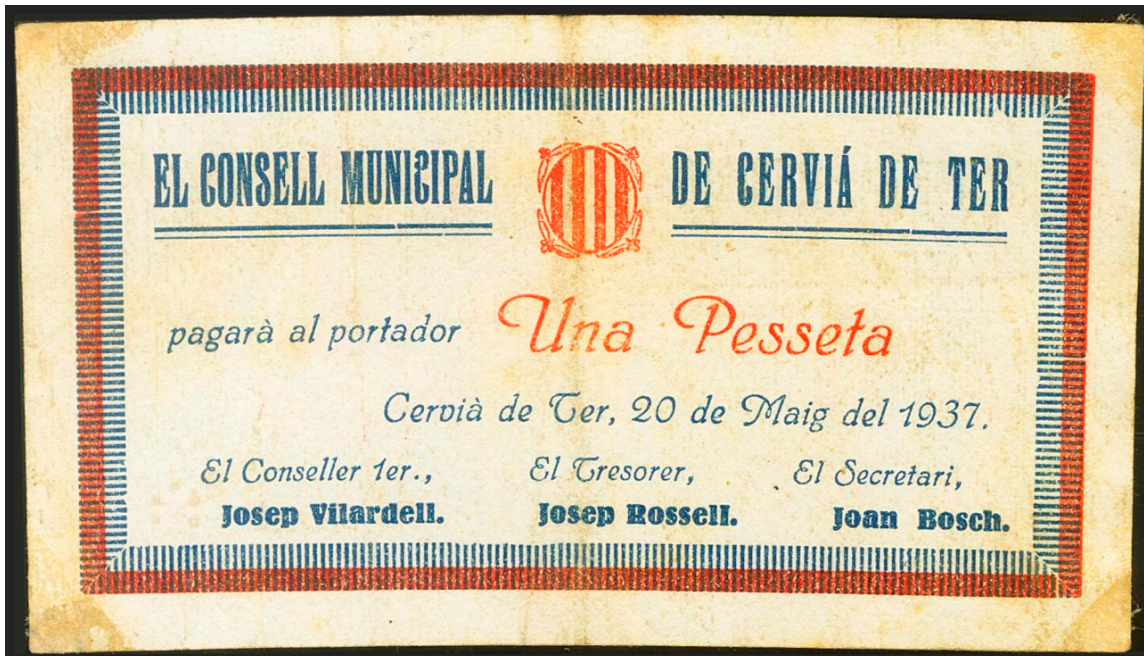 EL CONSELL MUNICIPAL DE CERVIÁ DE TER
pagarà al portador Una Pesseta
Cervià de Ter, 20 de Maig del 1937.
El Conseller 1er., El Tresorer, El Secretari,
Josep Vilardell. Josep Rossell. Joan Bosch.